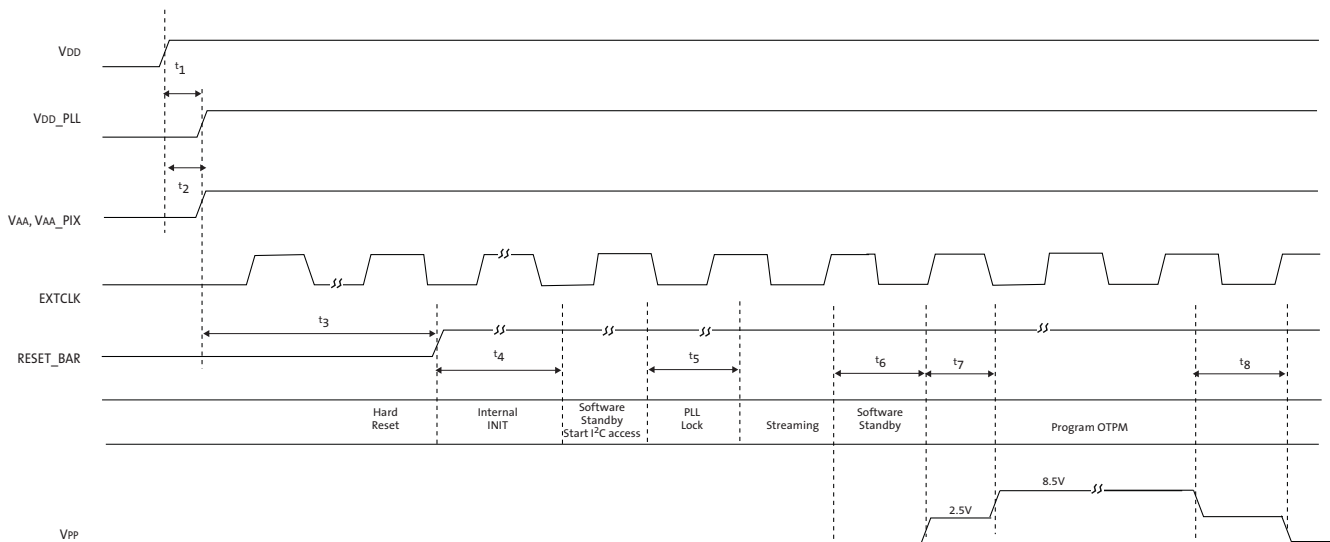 VDD
t1
VDD_PLL
t2
VAA, VAA_PIX
EXTCLK
t3
RESET_BAR
t4
t5
t6
t7
t8
Hard
Reset
Internal
INIT
Software
Standby
Start I²C access
PLL
Lock
Streaming
Software
Standby
Program OTPM
8.5V
2.5V
VPP